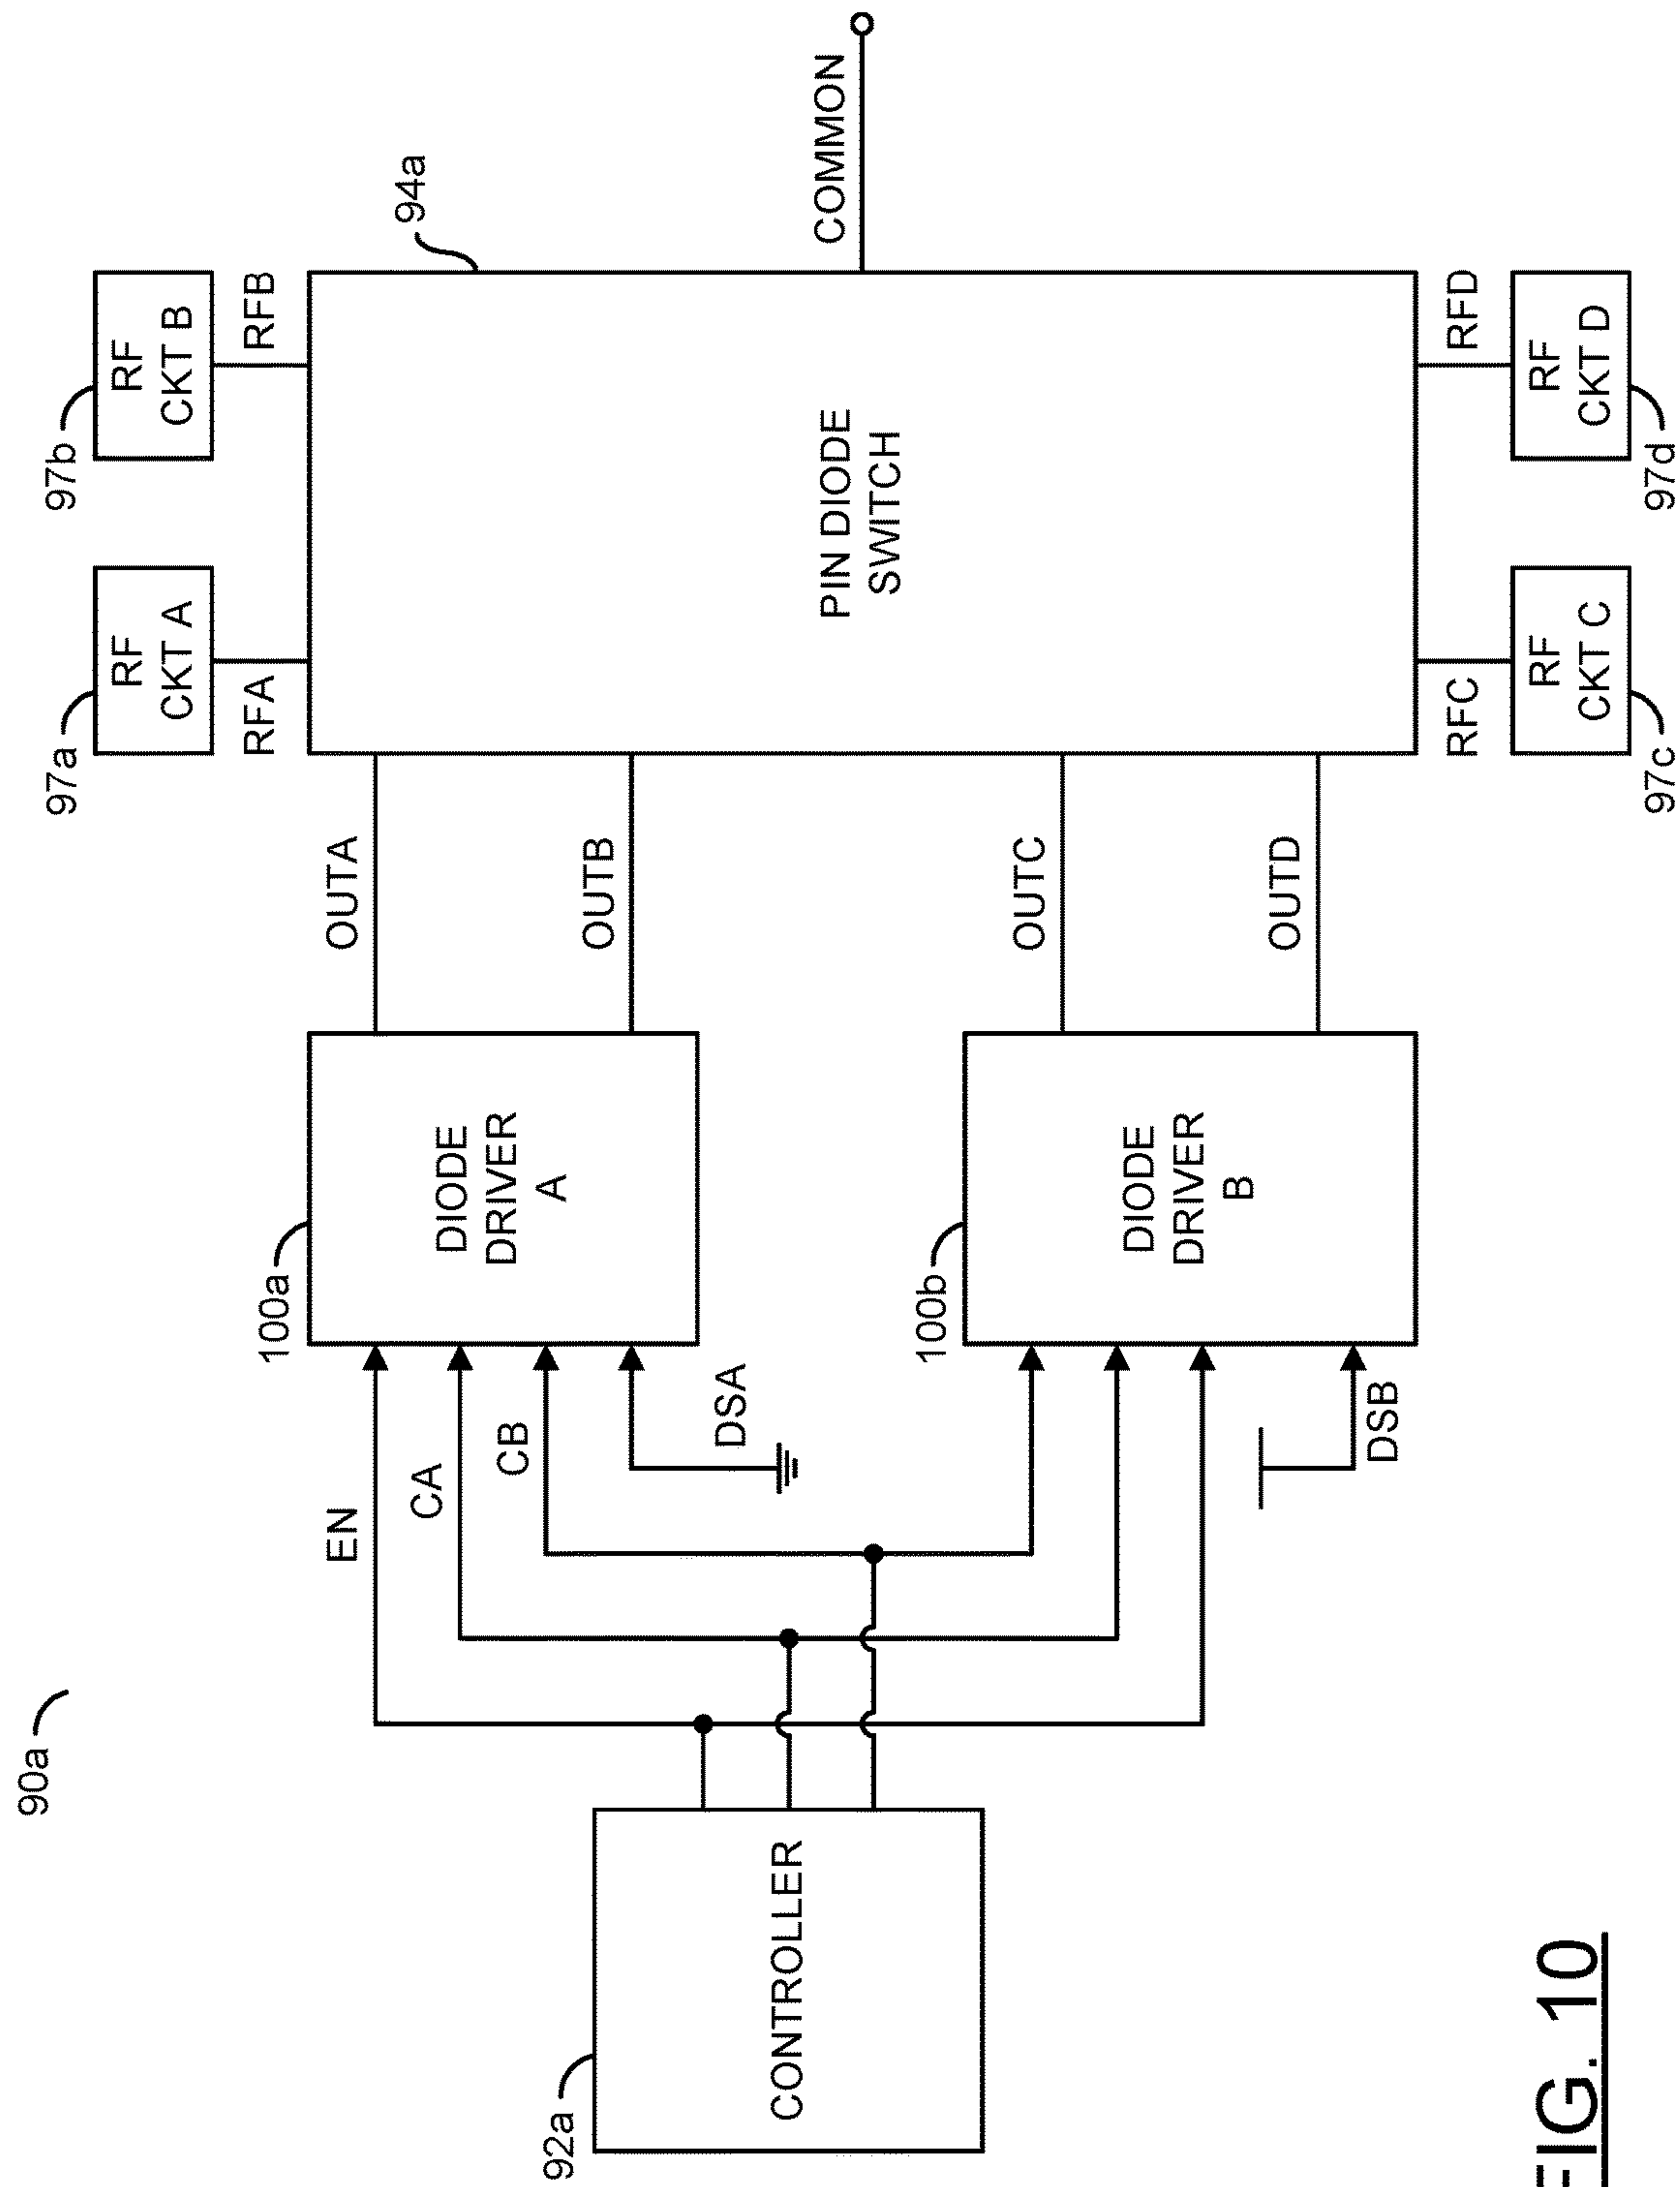 90a
97a
RF
CKT A
RFA
97b
RF
CKT B
RFB
94a
92a
CONTROLLER
EN
CA
CB
DSA
100a
DIODE
DRIVER
A
OUTA
OUTB
PIN DIODE
SWITCH
COMMON
100b
DIODE
DRIVER
B
DSB
OUTC
OUTD
RFC
RF
CKT C
97c
RFD
RF
CKT D
97d
FIG. 10